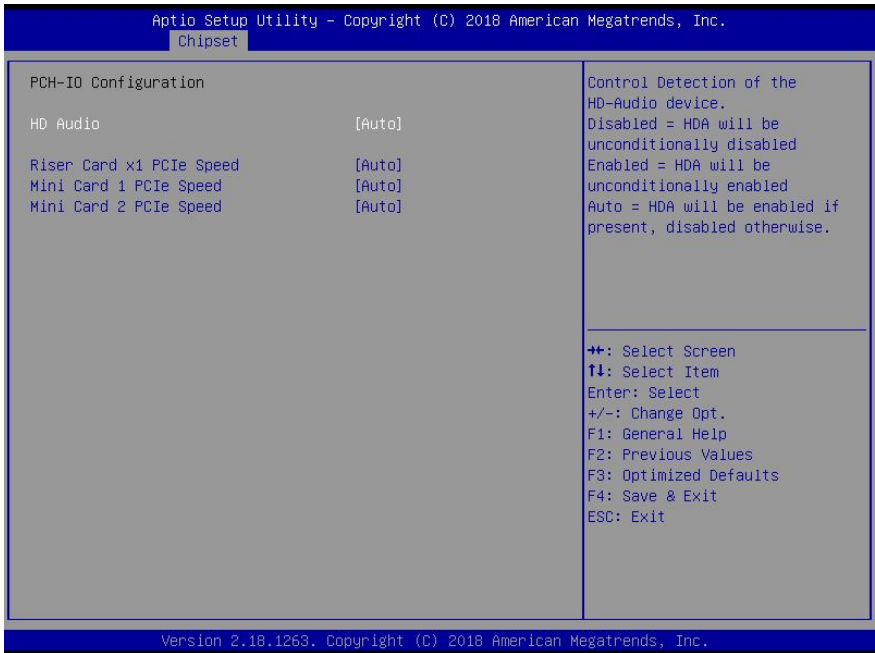 Aptio Setup Utility – Copyright (C) 2018 American Megatrends, Inc.
Chipset
PCH-IO Configuration
HD Audio [Auto]
Riser Card x1 PCIe Speed [Auto]
Mini Card 1 PCIe Speed [Auto]
Mini Card 2 PCIe Speed [Auto]
Control Detection of the
HD-Audio device.
Disabled = HDA will be
unconditionally disabled
Enabled = HDA will be
unconditionally enabled
Auto = HDA will be enabled if
present, disabled otherwise.
→←: Select Screen
↑↓: Select Item
Enter: Select
+/-: Change Opt.
F1: General Help
F2: Previous Values
F3: Optimized Defaults
F4: Save & Exit
ESC: Exit
Version 2.18.1263. Copyright (C) 2018 American Megatrends, Inc.